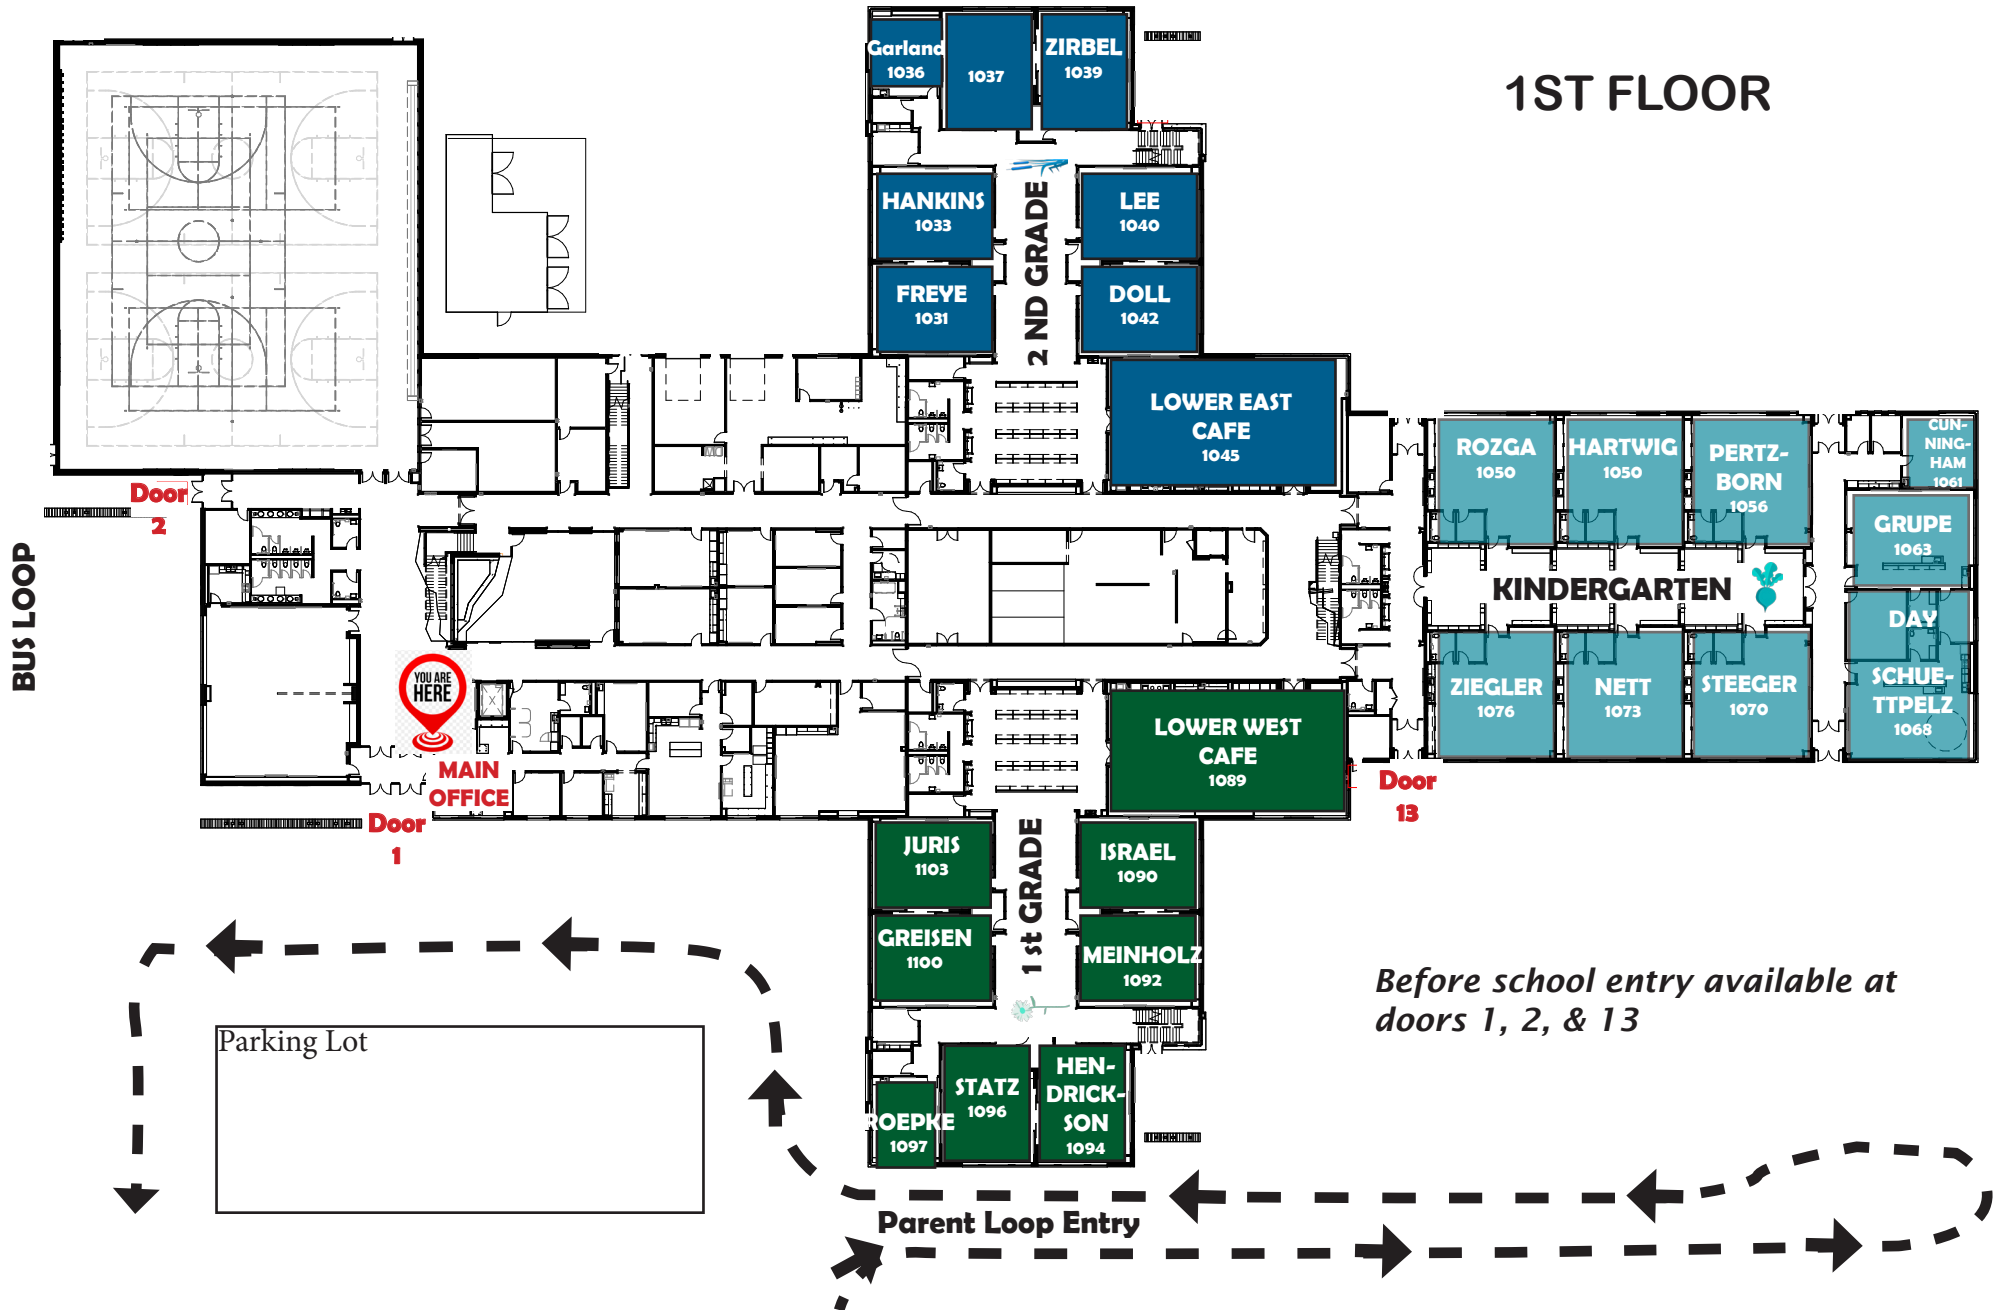 1ST FLOOR
Garland
1036
1037
ZIRBEL
1039
HANKINS
1033
LEE
1040
FREYE
1031
DOLL
1042
2 ND GRADE
LOWER EAST
CAFE
1045
ROZGA
1050
HARTWIG
1050
PERTZ-
BORN
1056
CUN-
NING-
HAM
1061
GRUPE
1063
KINDERGARTEN
DAY
SCHUE-
TTPELZ
1068
ZIEGLER
1076
NETT
1073
STEEGER
1070
Door
2
BUS LOOP
YOU ARE
HERE
MAIN
OFFICE
Door
1
LOWER WEST
CAFE
1089
Door
13
JURIS
1103
ISRAEL
1090
1 st GRADE
GREISEN
1100
MEINHOLZ
1092
STATZ
1096
HEN-
DRICK-
SON
1094
ROEPKE
1097
Before school entry available at
doors 1, 2, & 13
Parking Lot
Parent Loop Entry